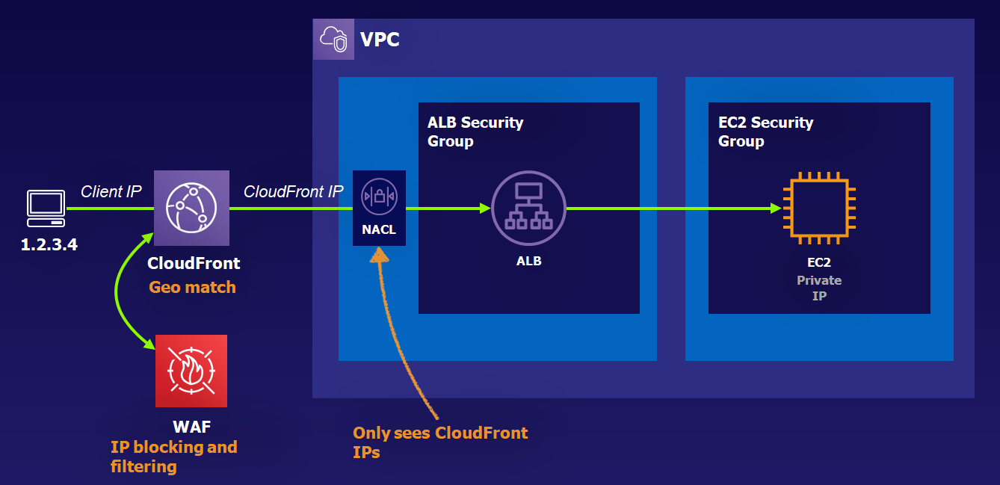 VPC
ALB Security
Group
EC2 Security
Group
Client IP
CloudFront IP
NACL
1.2.3.4
CloudFront
Geo match
ALB
EC2
Private
IP
WAF
IP blocking and
filtering
Only sees CloudFront
IPs